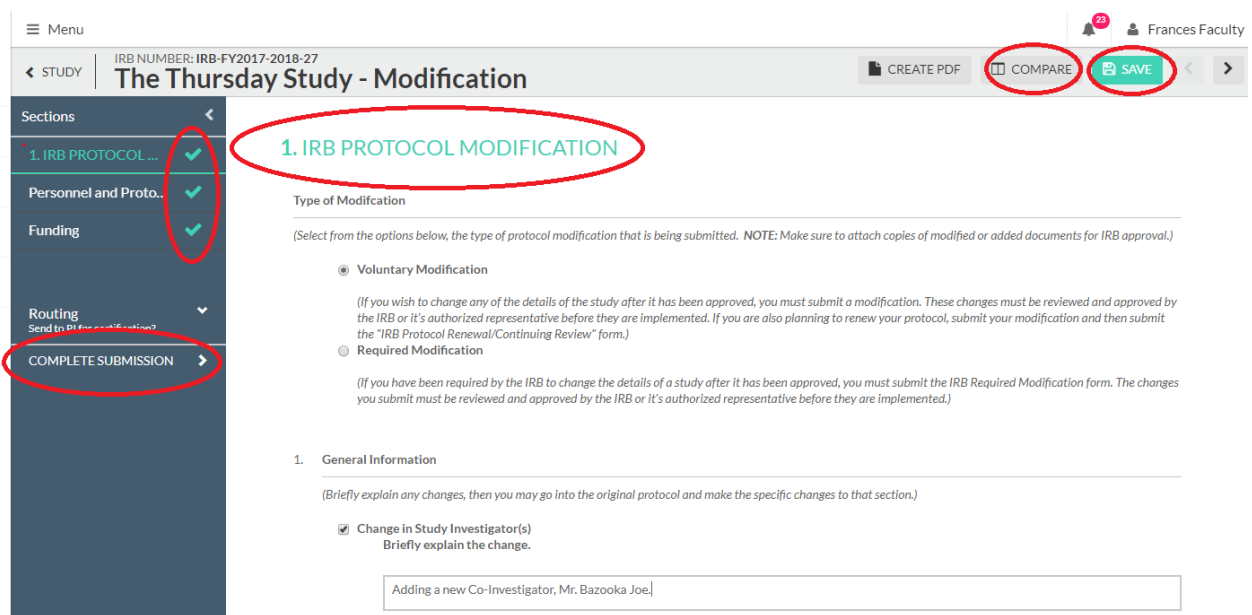 Menu
23
Frances Faculty
STUDY
IRB NUMBER: IRB-FY2017-2018-27
The Thursday Study - Modification
CREATE PDF
COMPARE
SAVE
Sections
1. IRB PROTOCOL ...
Personnel and Proto..
Funding
Routing
Send to PI for certification?
COMPLETE SUBMISSION
1. IRB PROTOCOL MODIFICATION
Type of Modifcation
(Select from the options below, the type of protocol modification that is being submitted. NOTE: Make sure to attach copies of modified or added documents for IRB approval.)
Voluntary Modification
(If you wish to change any of the details of the study after it has been approved, you must submit a modification. These changes must be reviewed and approved by
the IRB or it's authorized representative before they are implemented. If you are also planning to renew your protocol, submit your modification and then submit
the "IRB Protocol Renewal/Continuing Review" form.)
Required Modification
(If you have been required by the IRB to change the details of a study after it has been approved, you must submit the IRB Required Modification form. The changes
you submit must be reviewed and approved by the IRB or it's authorized representative before they are implemented.)
1. General Information
(Briefly explain any changes, then you may go into the original protocol and make the specific changes to that section.)
Change in Study Investigator(s)
Briefly explain the change.
Adding a new Co-Investigator, Mr. Bazooka Joe.